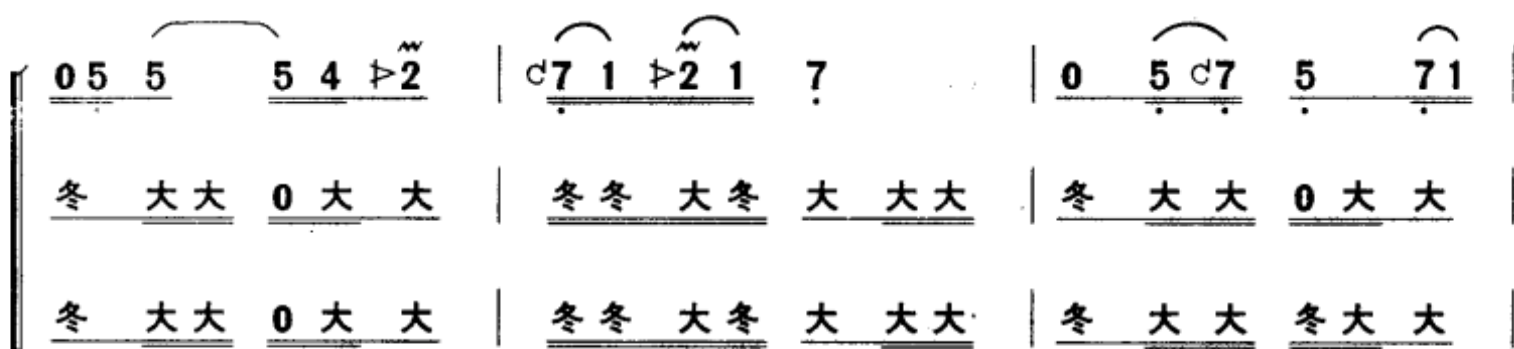 0 5 5 5 4 2 | 7 1 2 1 7 | 0 5 7 5 7 1 |
冬 大大 0大 大 | 冬冬 大冬 大 大大 | 冬 大 大 0大 大 |
冬 大大 0大 大 | 冬冬 大冬 大 大大 | 冬 大 大 冬大 大 |